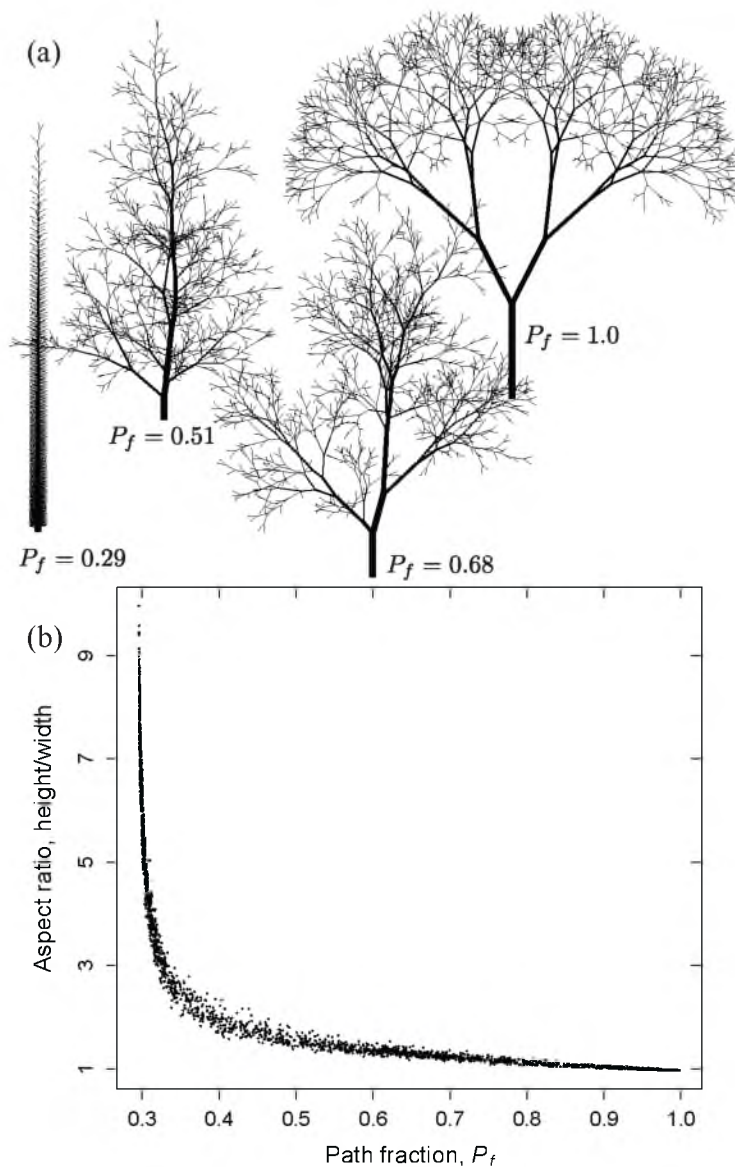 (a)
P_f = 1.0
P_f = 0.51
P_f = 0.29
P_f = 0.68
(b)
9
7
5
3
1
Aspect ratio, height/width
0.3 0.4 0.5 0.6 0.7 0.8 0.9 1.0
Path fraction, P_f